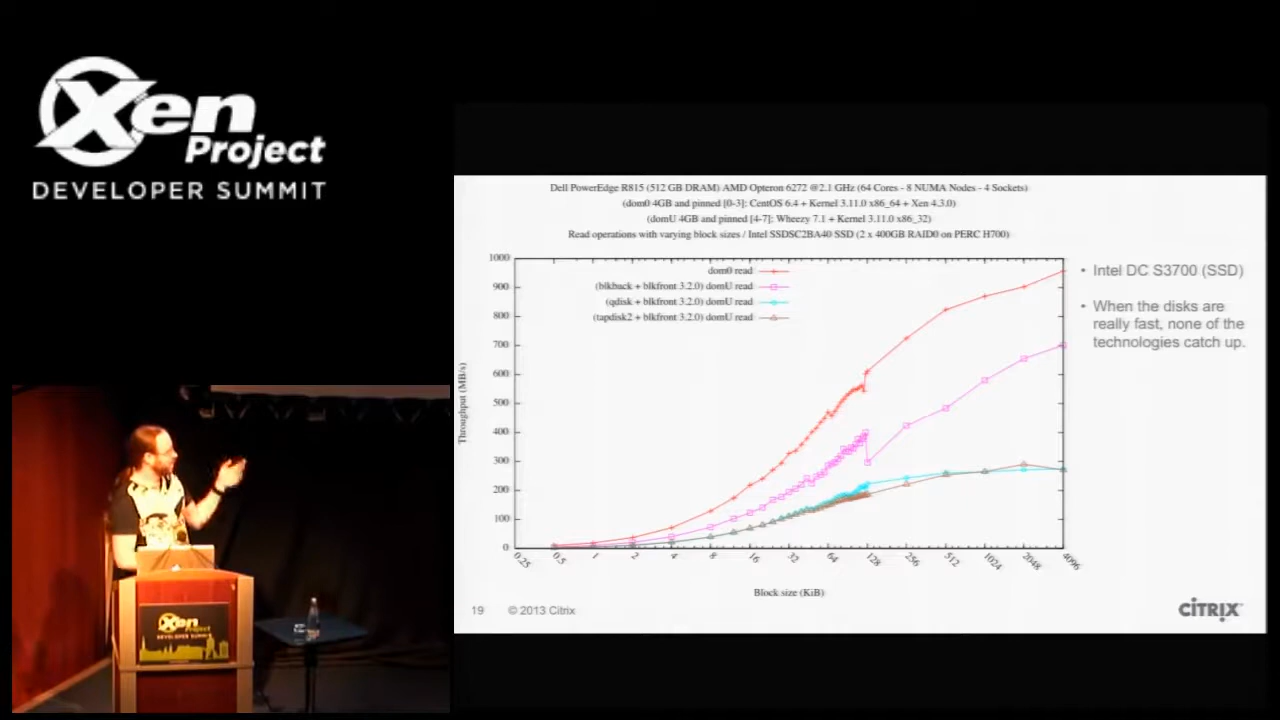 Xen
Project
DEVELOPER SUMMIT
Dell PowerEdge R815 (512 GB DRAM) AMD Opteron 6272 @2.1 GHz (64 Cores - 8 NUMA Nodes - 4 Sockets)
(dom0 4GB and pinned [0-3]; CentOS 6.4 + Kernel 3.11.0 x86_64 + Xen 4.3.0)
(domU 4GB and pinned [4-7]; Wheezy 7.1 + Kernel 3.11.0 x86_32)
Read operations with varying block sizes / Intel SSDSC2BA40 SSD (2 x 400GB RAID0 on PERC H700)
dom0 read
(blkback + blkfront 3.2.0) domU read
(qdisk + blkfront 3.2.0) domU read
(tapdisk2 + blkfront 3.2.0) domU read
1000
900
800
700
600
500
400
300
200
100
0
Throughput (MB/s)
0.25 0.5 1 2 4 8 16 32 64 128 256 512 1024 2048 4096
Block size (KiB)
• Intel DC S3700 (SSD)
• When the disks are
really fast, none of the
technologies catch up.
19 © 2013 Citrix
CITRIX
Xen
DEVELOPER SUMMIT